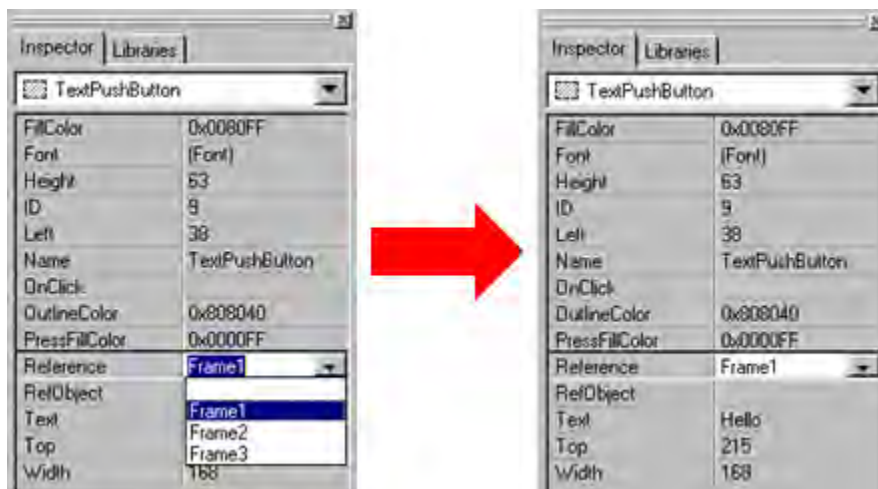 Inspector Libraries
TextPushButton
FillColor 0x0080FF
Font (Font)
Height 63
ID 9
Left 38
Name TextPushButton
OnClick
OutlineColor 0x808040
PressFillColor 0x0000FF
Reference Frame1
RefObject
Frame1
Text
Frame2
Top
Frame3
Width 168
Inspector Libraries
TextPushButton
FillColor 0x0080FF
Font (Font)
Height 63
ID 9
Left 38
Name TextPushButton
OnClick
OutlineColor 0x808040
PressFillColor 0x0000FF
Reference Frame1
RefObject
Text Hello
Top 215
Width 168